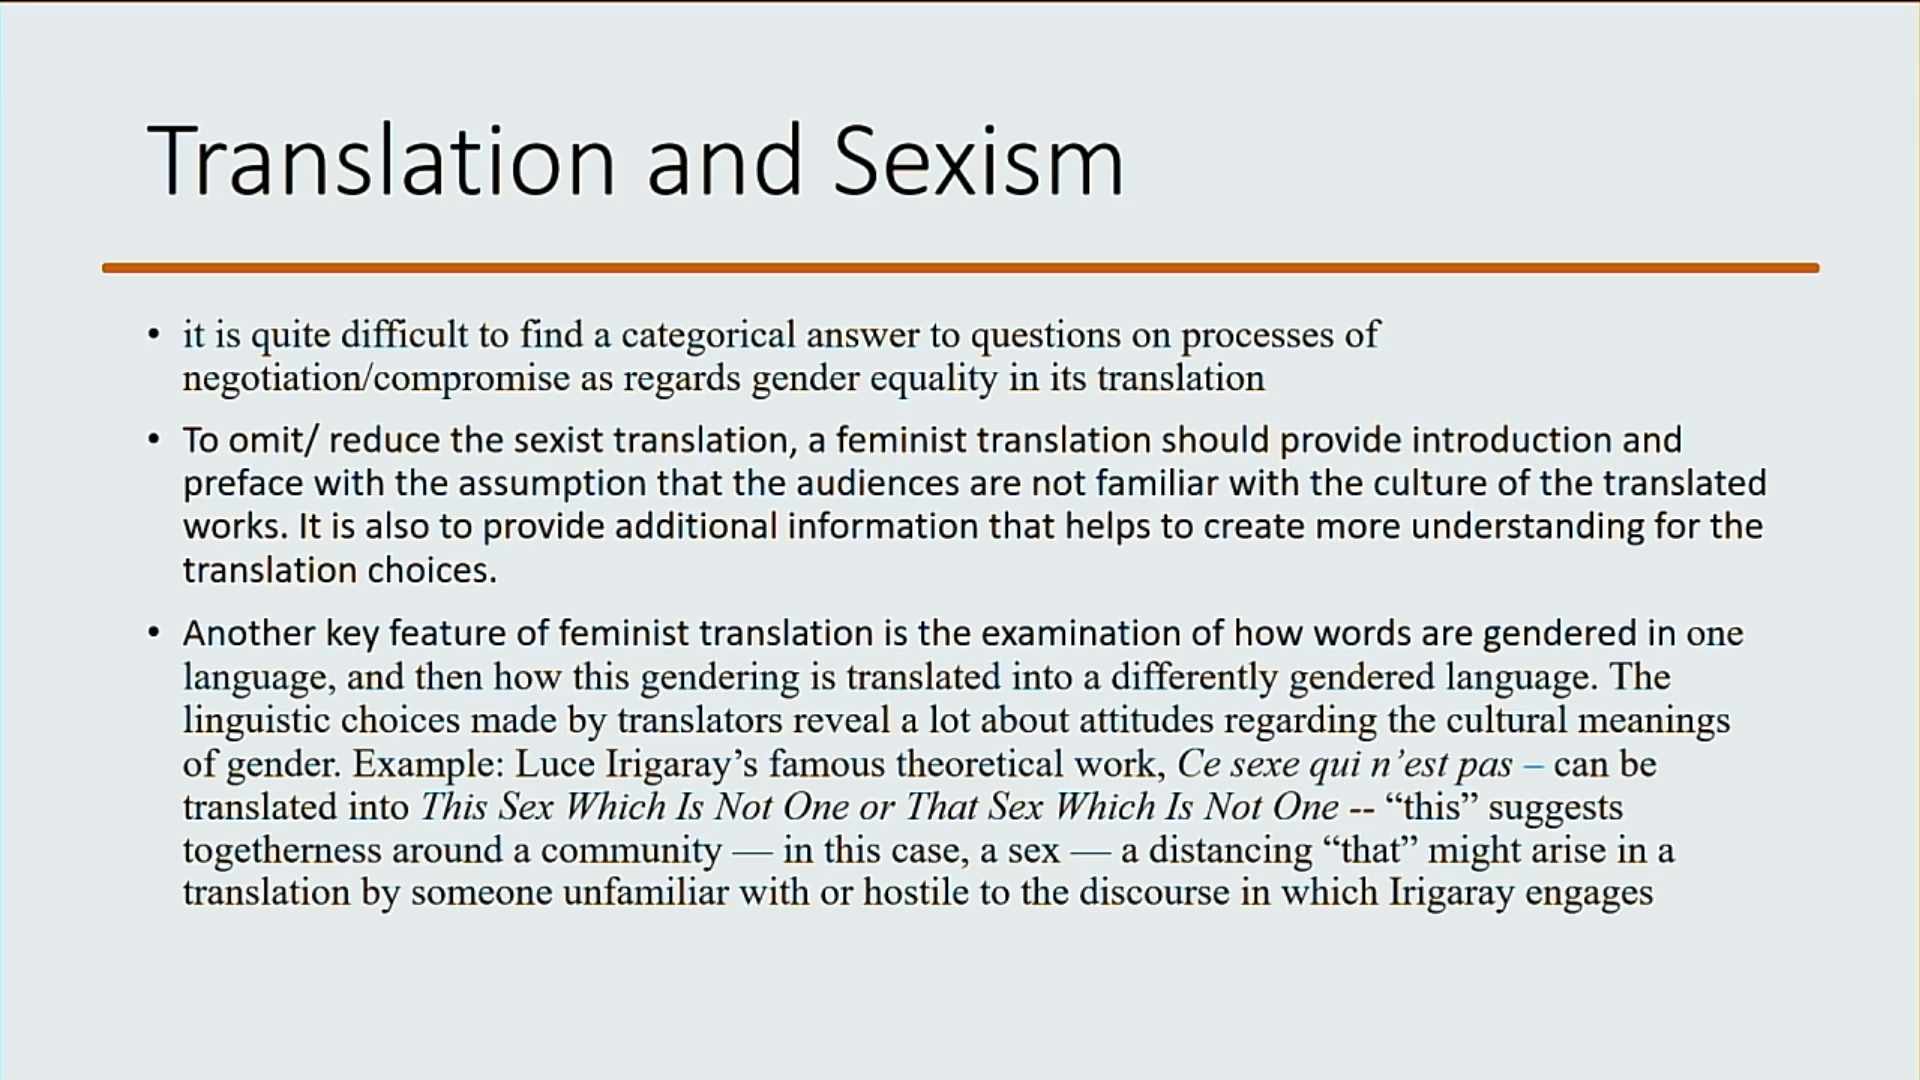 Translation and Sexism
• it is quite difficult to find a categorical answer to questions on processes of
negotiation/compromise as regards gender equality in its translation
• To omit/ reduce the sexist translation, a feminist translation should provide introduction and
preface with the assumption that the audiences are not familiar with the culture of the translated
works. It is also to provide additional information that helps to create more understanding for the
translation choices.
• Another key feature of feminist translation is the examination of how words are gendered in one
language, and then how this gendering is translated into a differently gendered language. The
linguistic choices made by translators reveal a lot about attitudes regarding the cultural meanings
of gender. Example: Luce Irigaray’s famous theoretical work, Ce sexe qui n’est pas – can be
translated into This Sex Which Is Not One or That Sex Which Is Not One -- “this” suggests
togetherness around a community — in this case, a sex — a distancing “that” might arise in a
translation by someone unfamiliar with or hostile to the discourse in which Irigaray engages